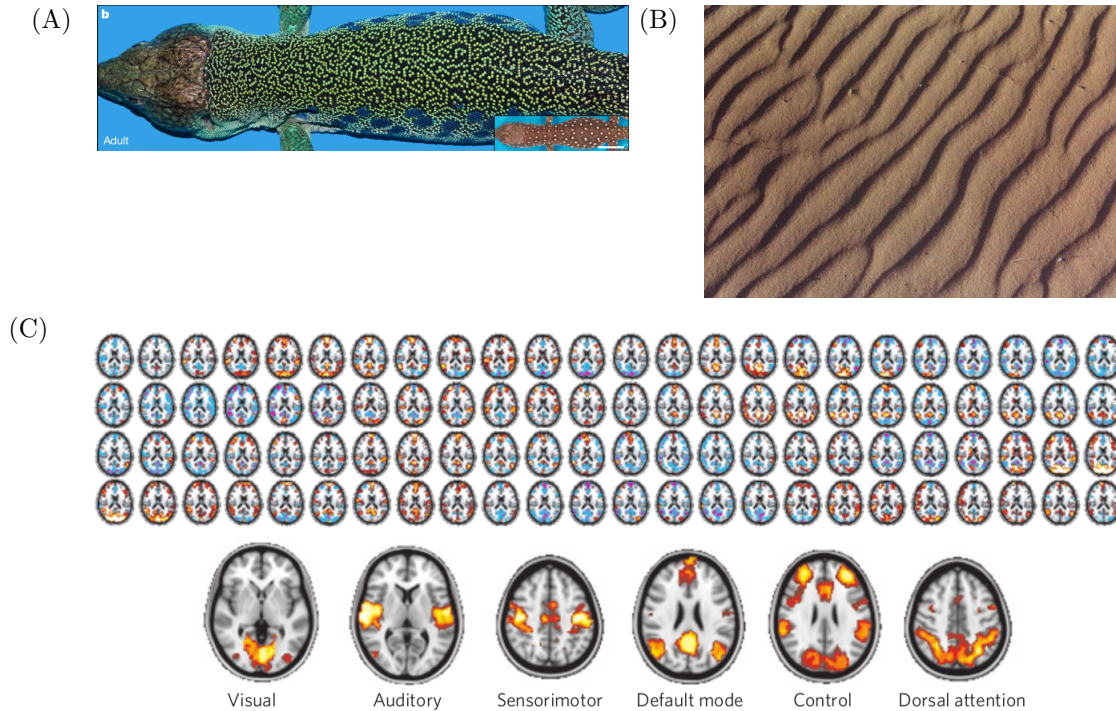 (A)
b
Adult
(B)
(C)
Visual Auditory Sensorimotor Default mode Control Dorsal attention